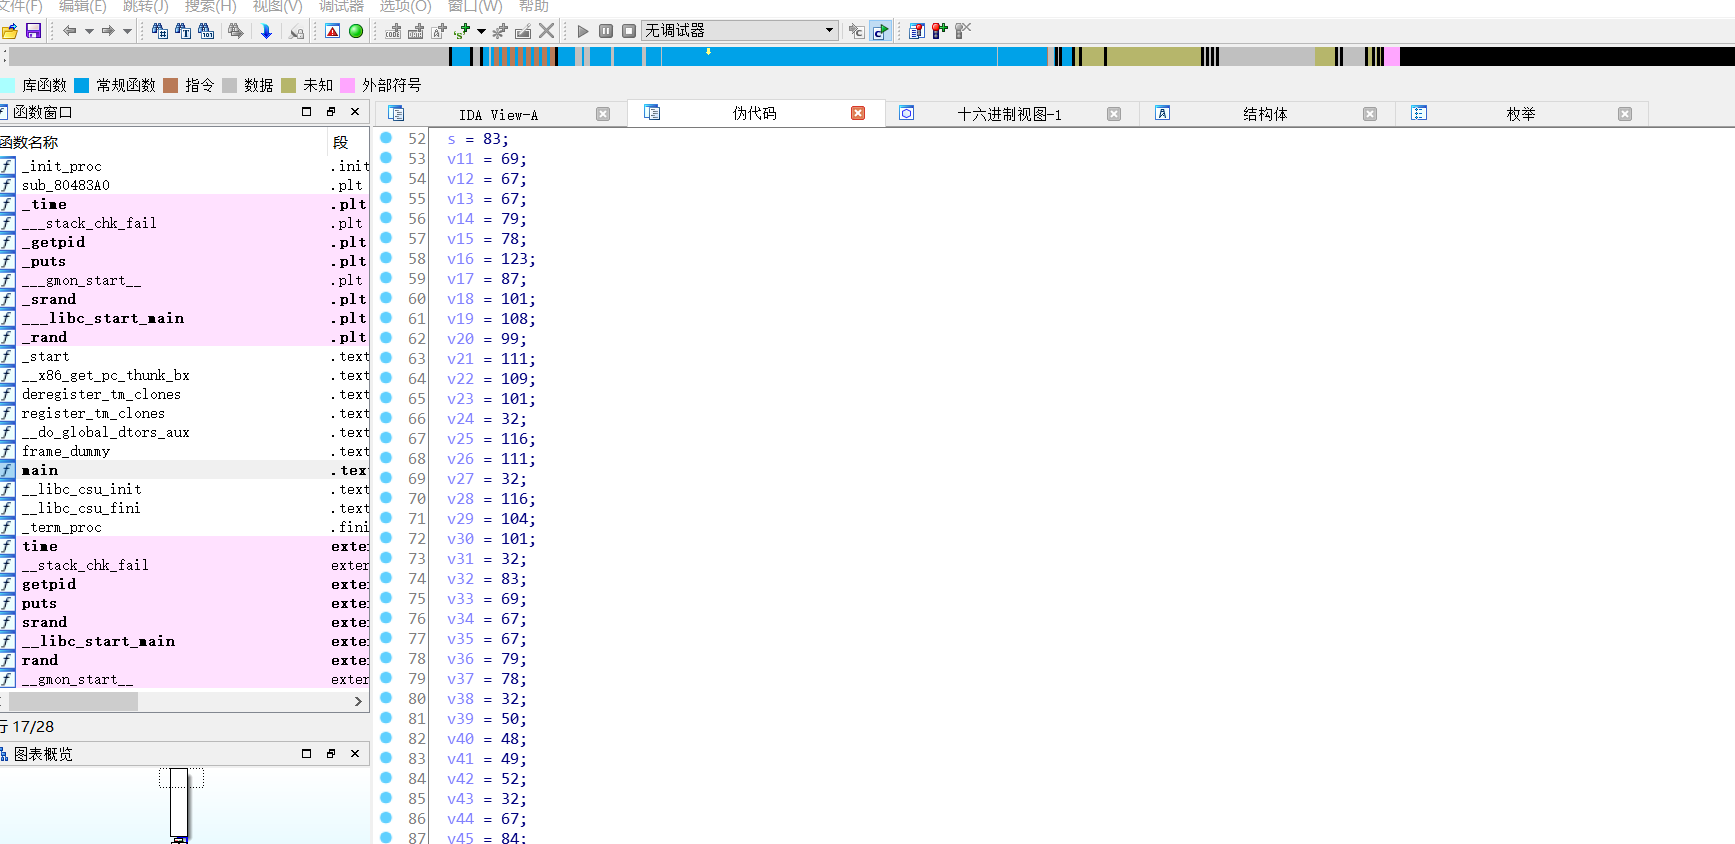 文件(F) 编辑(E) 跳转(J) 搜索(H) 视图(V) 调试器 选项(O) 窗口(W) 帮助
无调试器
库函数 常规函数 指令 数据 未知 外部符号
函数窗口
函数名称 段
_init_proc .init
sub_80483A0 .plt
_time .plt
___stack_chk_fail .plt
_getpid .plt
_puts .plt
___gmon_start__ .plt
_srand .plt
___libc_start_main .plt
_rand .plt
_start .text
__x86_get_pc_thunk_bx .text
deregister_tm_clones .text
register_tm_clones .text
__do_global_dtors_aux .text
frame_dummy .text
main .tex
__libc_csu_init .text
__libc_csu_fini .text
_term_proc .fini
time exte
__stack_chk_fail exter
getpid exte
puts exte
srand exte
__libc_start_main exte
rand exte
__gmon_start__ exter
行 17/28
图表概览
IDA View-A 伪代码 十六进制视图-1 结构体 枚举
52 s = 83;
53 v11 = 69;
54 v12 = 67;
55 v13 = 67;
56 v14 = 79;
57 v15 = 78;
58 v16 = 123;
59 v17 = 87;
60 v18 = 101;
61 v19 = 108;
62 v20 = 99;
63 v21 = 111;
64 v22 = 109;
65 v23 = 101;
66 v24 = 32;
67 v25 = 116;
68 v26 = 111;
69 v27 = 32;
70 v28 = 116;
71 v29 = 104;
72 v30 = 101;
73 v31 = 32;
74 v32 = 83;
75 v33 = 69;
76 v34 = 67;
77 v35 = 67;
78 v36 = 79;
79 v37 = 78;
80 v38 = 32;
81 v39 = 50;
82 v40 = 48;
83 v41 = 49;
84 v42 = 52;
85 v43 = 32;
86 v44 = 67;
87 v45 = 84;